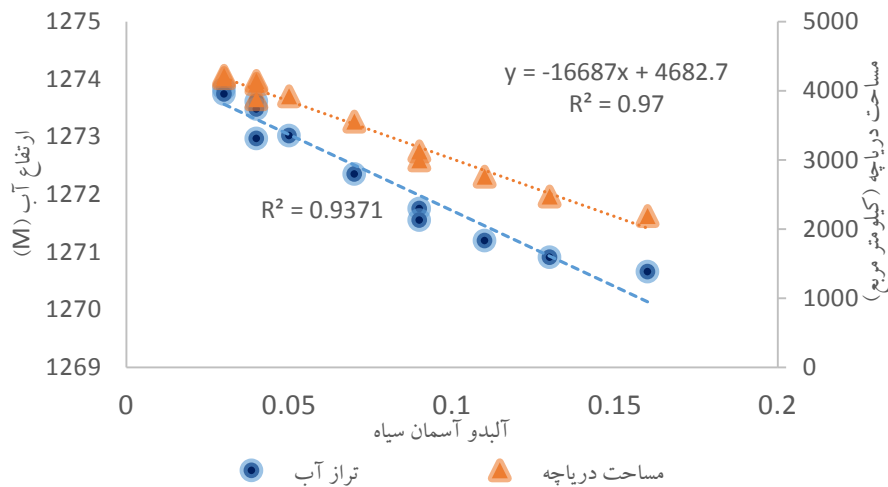 1275
1274
1273
1272
1271
1270
1269
ارتفاع آب (M)
5000
4000
3000
2000
1000
0
مساحت دریاچه (کیلومتر مربع)
y = -16687x + 4682.7
R² = 0.97
R² = 0.9371
0
0.05
0.1
0.15
0.2
آلبدو آسمان سیاه
تراز آب
مساحت دریاچه